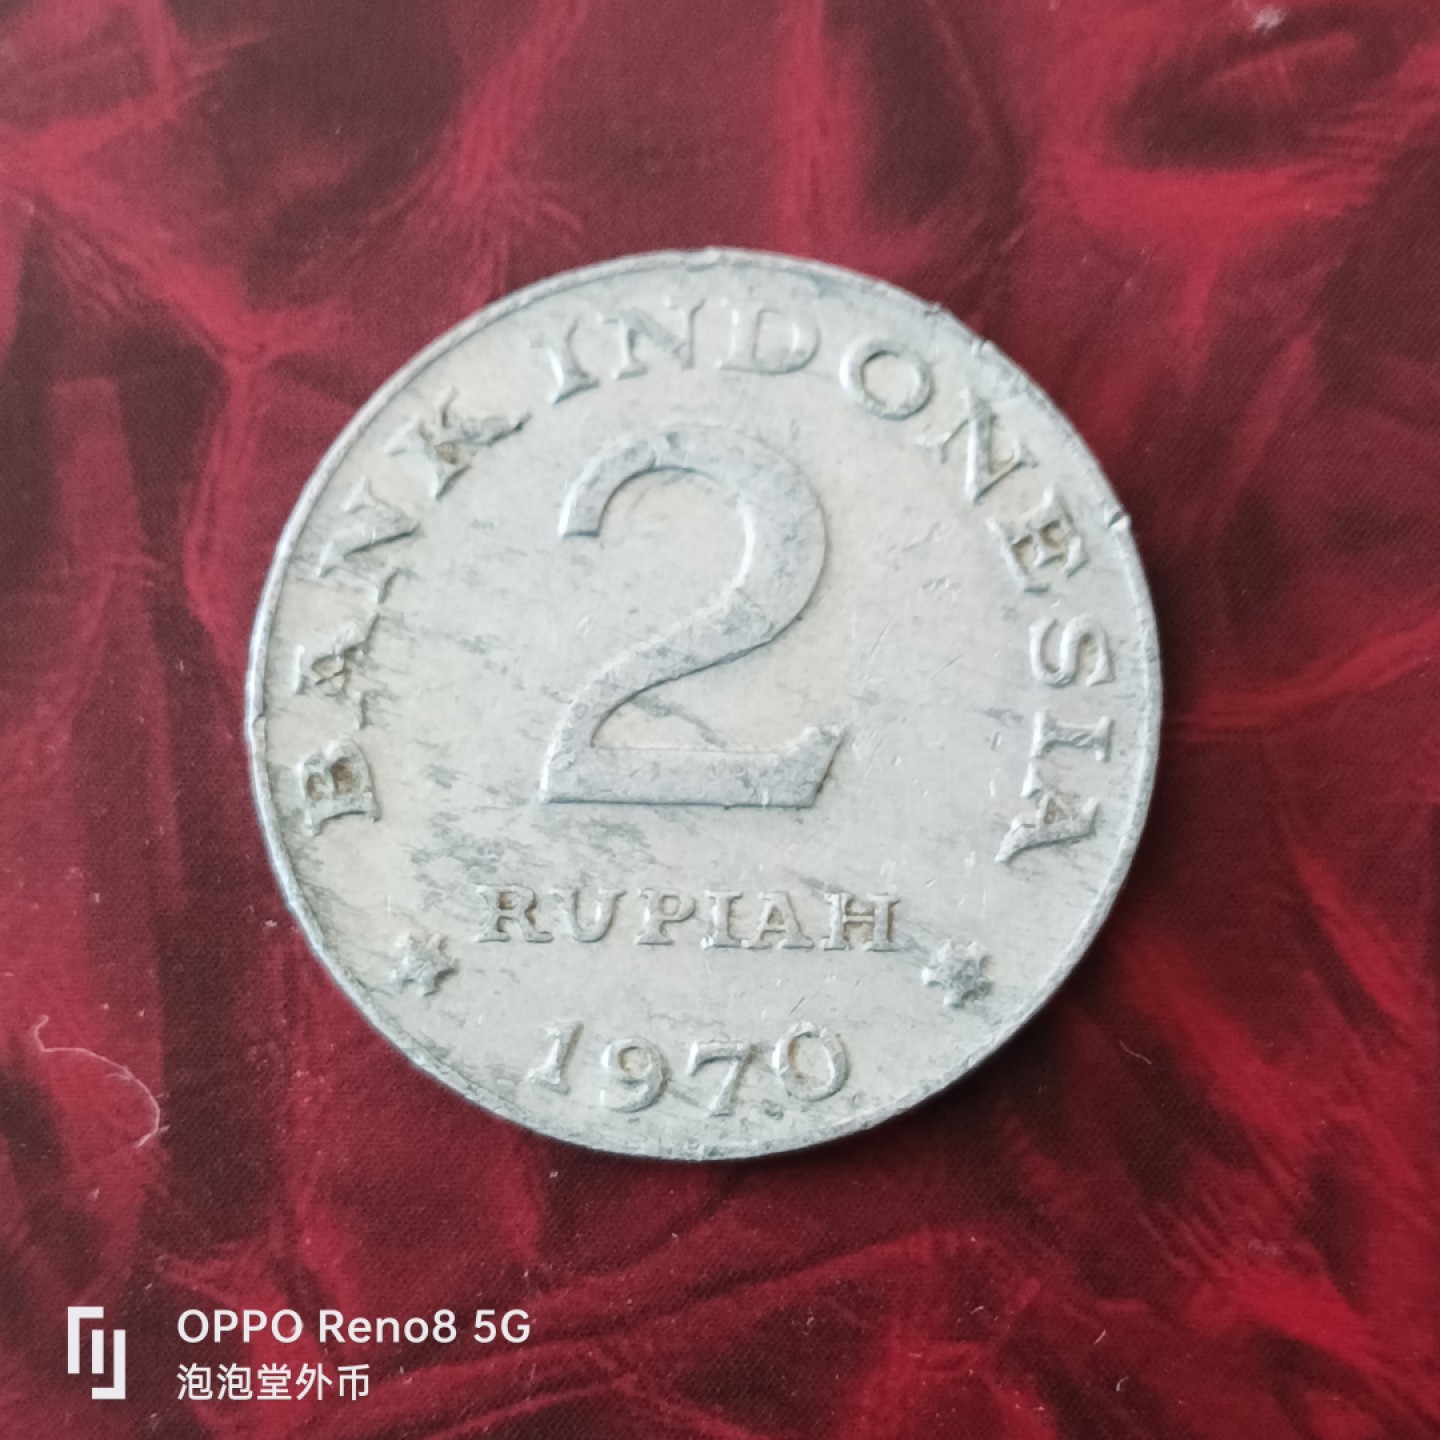 BANK INDONESIA
2
RUPIAH
1970
OPPO Reno8 5G
泡泡堂外币